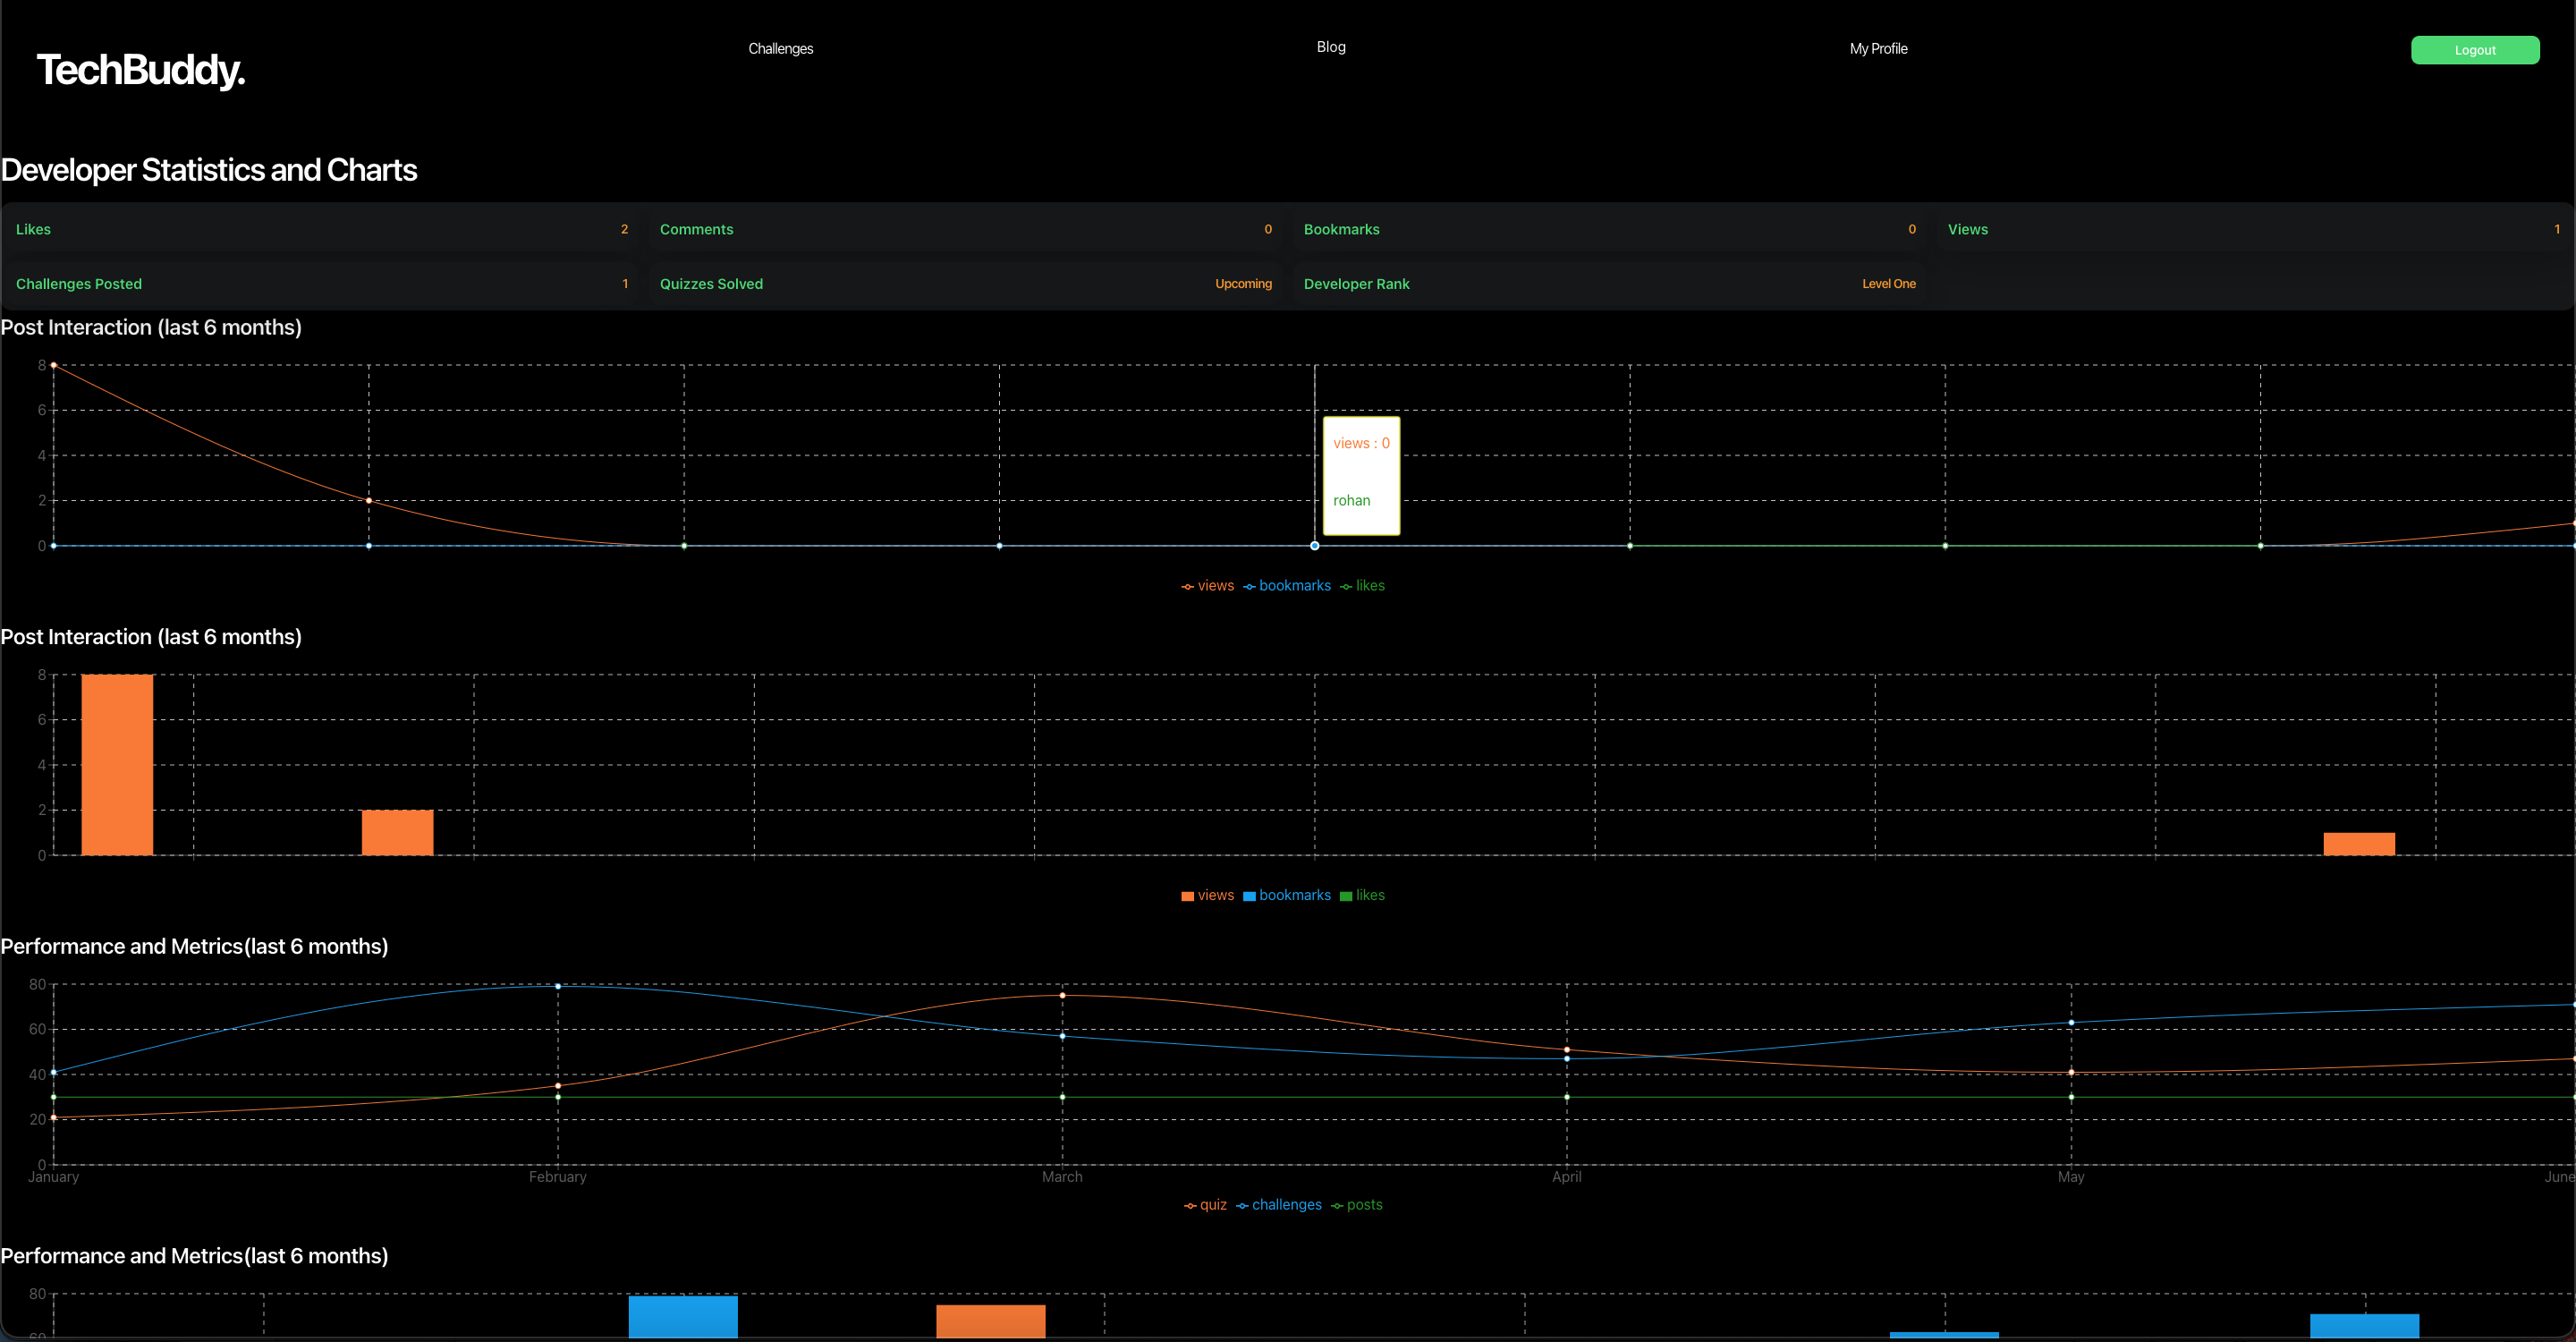 TechBuddy.
Challenges
Blog
My Profile
Logout
Developer Statistics and Charts
Likes 2 Comments 0 Bookmarks 0 Views 1
Challenges Posted 1 Quizzes Solved Upcoming Developer Rank Level One
Post Interaction (last 6 months)
8
6
4
2
0
views : 0
rohan
views bookmarks likes
Post Interaction (last 6 months)
8
6
4
2
0
views bookmarks likes
Performance and Metrics(last 6 months)
80
60
40
20
0
January February March April May June
quiz challenges posts
Performance and Metrics(last 6 months)
80
60